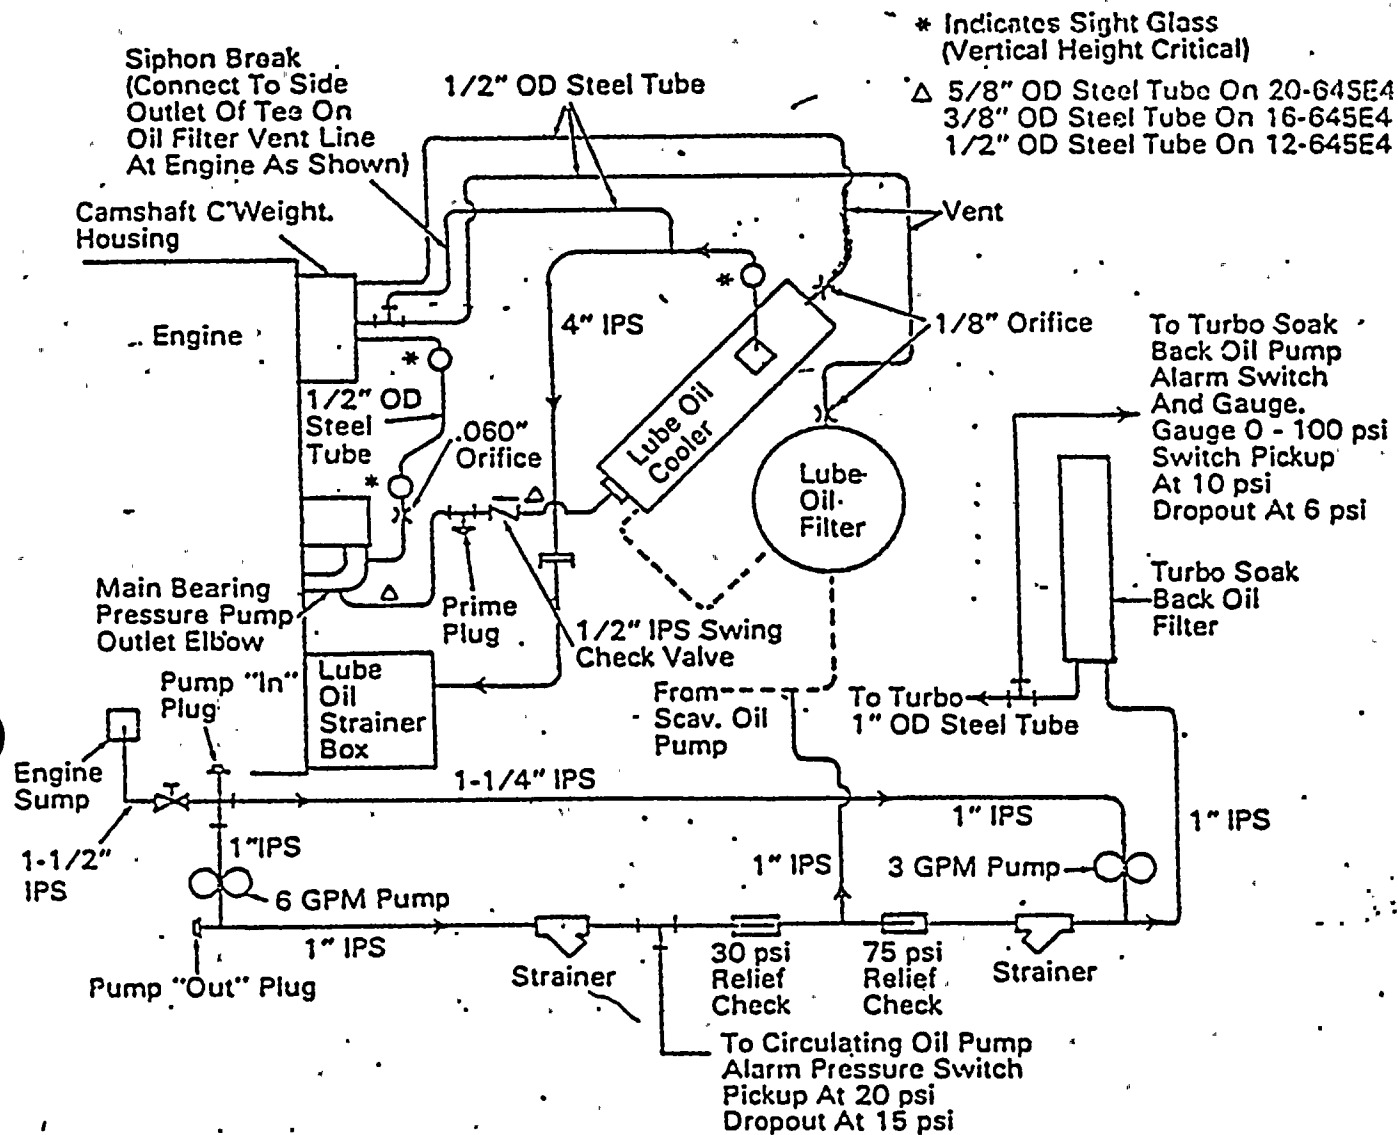 * Indicates Sight Glass
(Vertical Height Critical)
△ 5/8" OD Steel Tube On 20-645E4
3/8" OD Steel Tube On 16-645E4
1/2" OD Steel Tube On 12-645E4
Siphon Break
(Connect To Side
Outlet Of Tee On
Oil Filter Vent Line
At Engine As Shown)
1/2" OD Steel Tube
Camshaft C'Weight.
Housing
Vent
Engine
*
4" IPS
1/8" Orifice
To Turbo Soak
Back Oil Pump
Alarm Switch
And Gauge.
Gauge 0 - 100 psi
Switch Pickup
At 10 psi
Dropout At 6 psi
*
1/2" OD
Steel
Tube
.060"
Orifice
*
△
Lube Oil
Cooler
Lube
Oil
Filter
Main Bearing
Pressure Pump
Outlet Elbow
△
Prime
Plug
1/2" IPS Swing
Check Valve
Turbo Soak
Back Oil
Filter
Pump "In"
Plug
Lube
Oil
Strainer
Box
From
Scav. Oil
Pump
To Turbo
1" OD Steel Tube
Engine
Sump
1-1/4" IPS
1" IPS
1" IPS
1-1/2"
IPS
1" IPS
6 GPM Pump
1" IPS
3 GPM Pump
1" IPS
Pump "Out" Plug
Strainer
30 psi
Relief
Check
75 psi
Relief
Check
Strainer
To Circulating Oil Pump
Alarm Pressure Switch
Pickup At 20 psi
Dropout At 15 psi